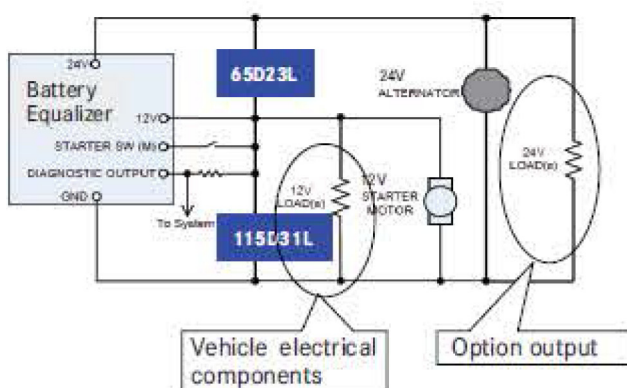 24V
Battery
Equalizer
12V
STARTER SW (M)
DIAGNOSTIC OUTPUT
GND
To System
65D23L
115D31L
24V
ALTERNATOR
12V
LOAD(s)
12V
STARTER
MOTOR
24V
LOAD(s)
Vehicle electrical
components
Option output